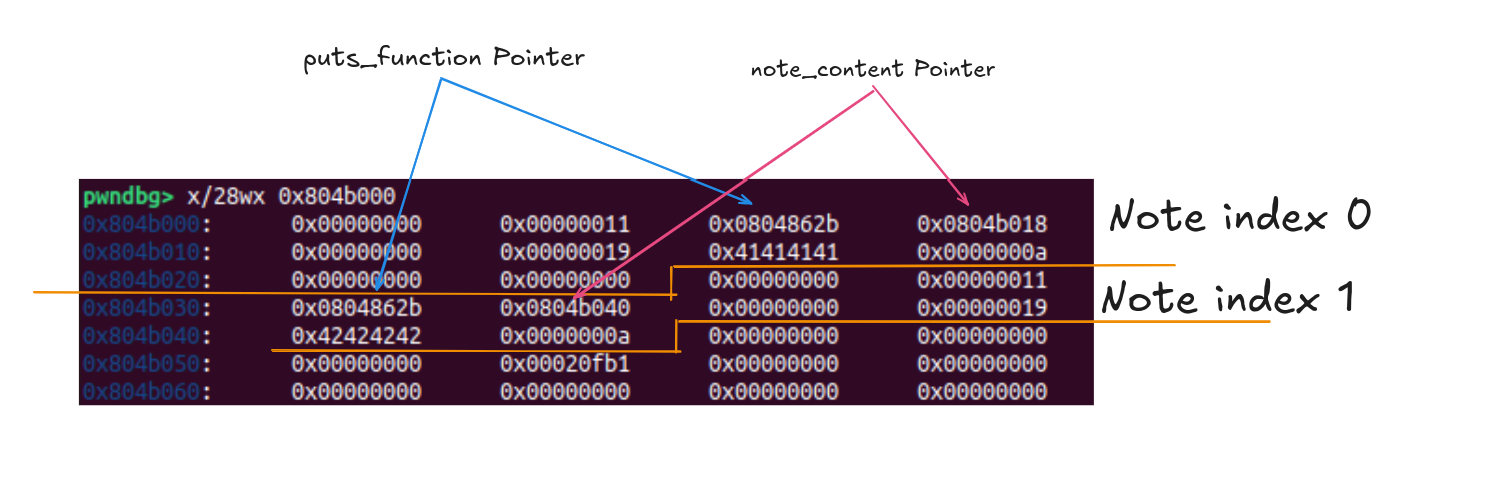 puts_function Pointer
note_content Pointer
pwndbg> x/28wx 0x804b000
0x804b000: 0x00000000 0x00000011 0x0804862b 0x0804b018
Note index 0
0x804b010: 0x00000019 0x41414141 0x0000000a
0x804b020: 0x00000000 0x00000000 0x00000000 0x00000011
0x804b030: 0x0804862b 0x0804b040 0x00000000 0x00000019
Note index 1
0x804b040: 0x42424242 0x0000000a 0x00000000 0x00000000
0x804b050: 0x00000000 0x00020fb1 0x00000000 0x00000000
0x804b060: 0x00000000 0x00000000 0x00000000 0x00000000